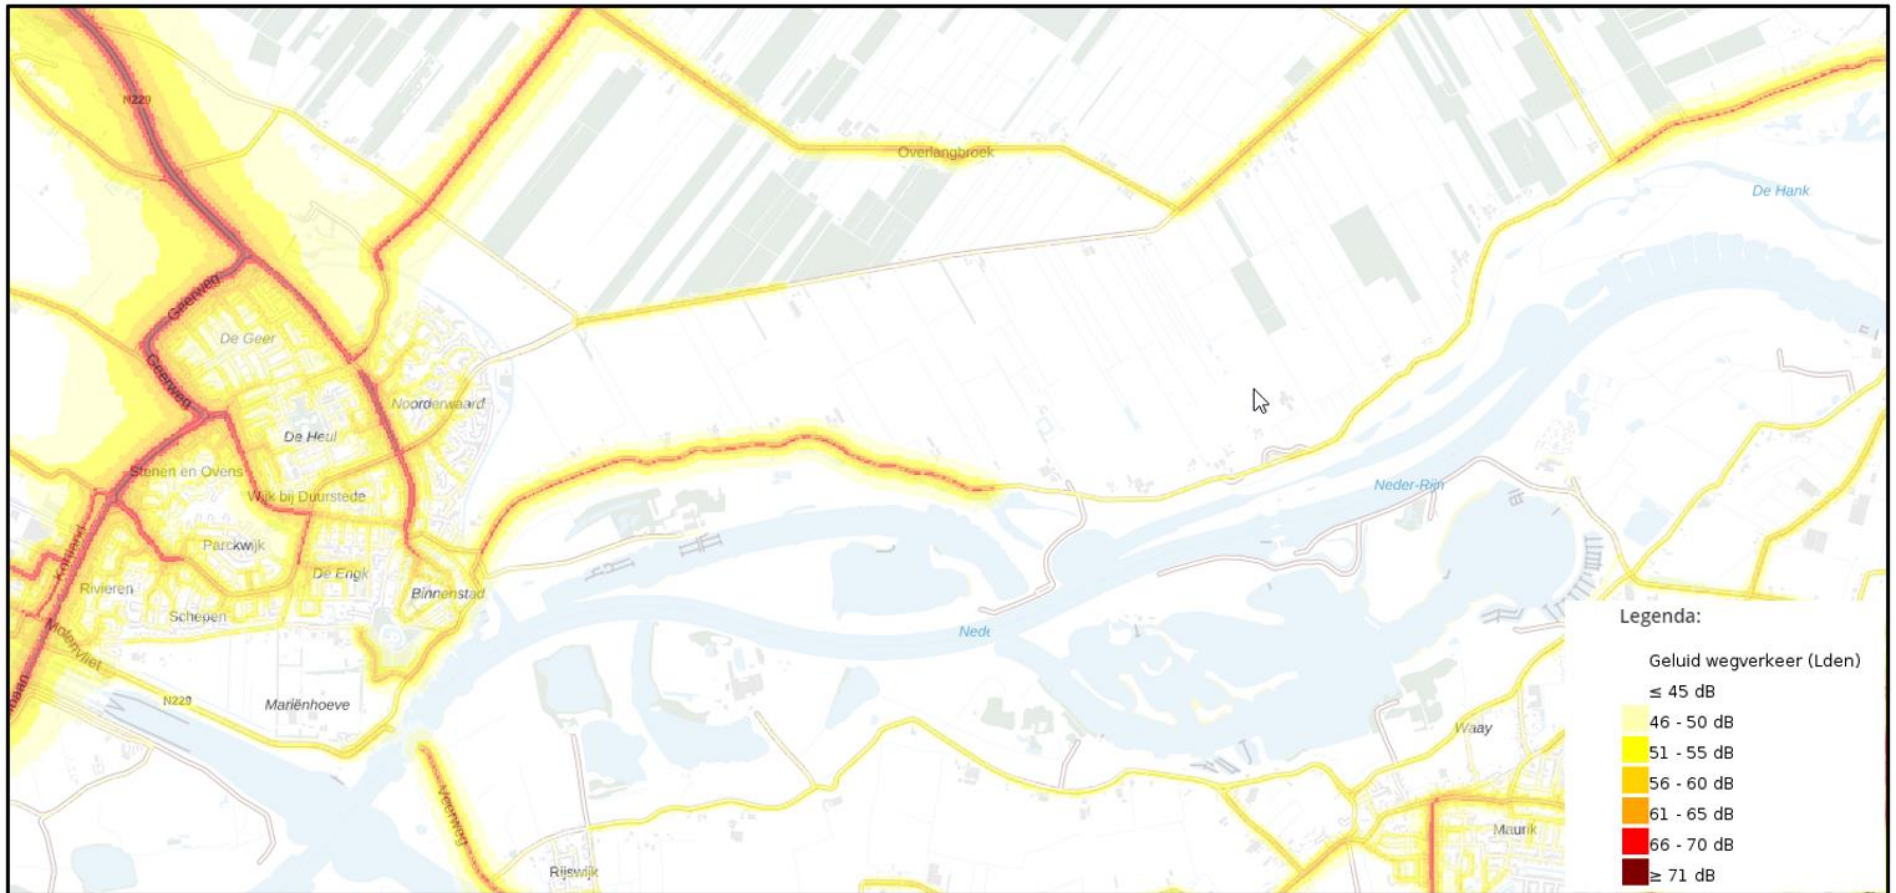 N229
Overlangbroek
De Hank
Geerweg
De Geer
Geerweg
Noorderwaard
De Heul
Stenen en Ovens
Wijk bij Duurstede
Neder-Rijn
Parckwijk
De Engk
Rivieren
Binnenstad
Schepen
Molenvliet
Nede
N229
Mariënhoeve
Waay
Veerweg
Maurik
Rijswijk
Legenda:
Geluid wegverkeer (Lden)
≤ 45 dB
46 - 50 dB
51 - 55 dB
56 - 60 dB
61 - 65 dB
66 - 70 dB
≥ 71 dB